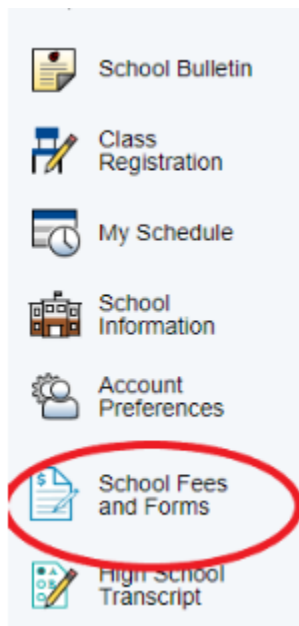 School Bulletin
Class
Registration
My Schedule
School
Information
Account
Preferences
School Fees
and Forms
High School
Transcript